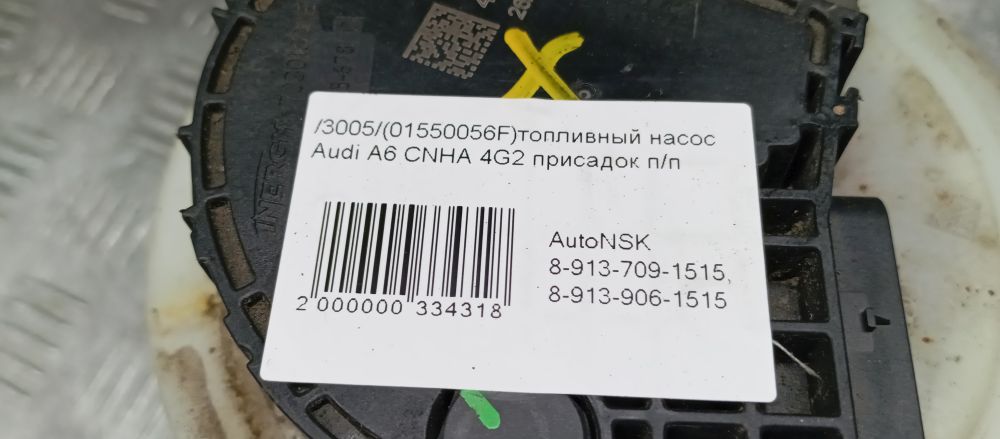 /3005/(01550056F)топливный насос
Audi A6 CNHA 4G2 присадок п/п
AutoNSK
8-913-709-1515,
8-913-906-1515
2 000000 334318
INERGY